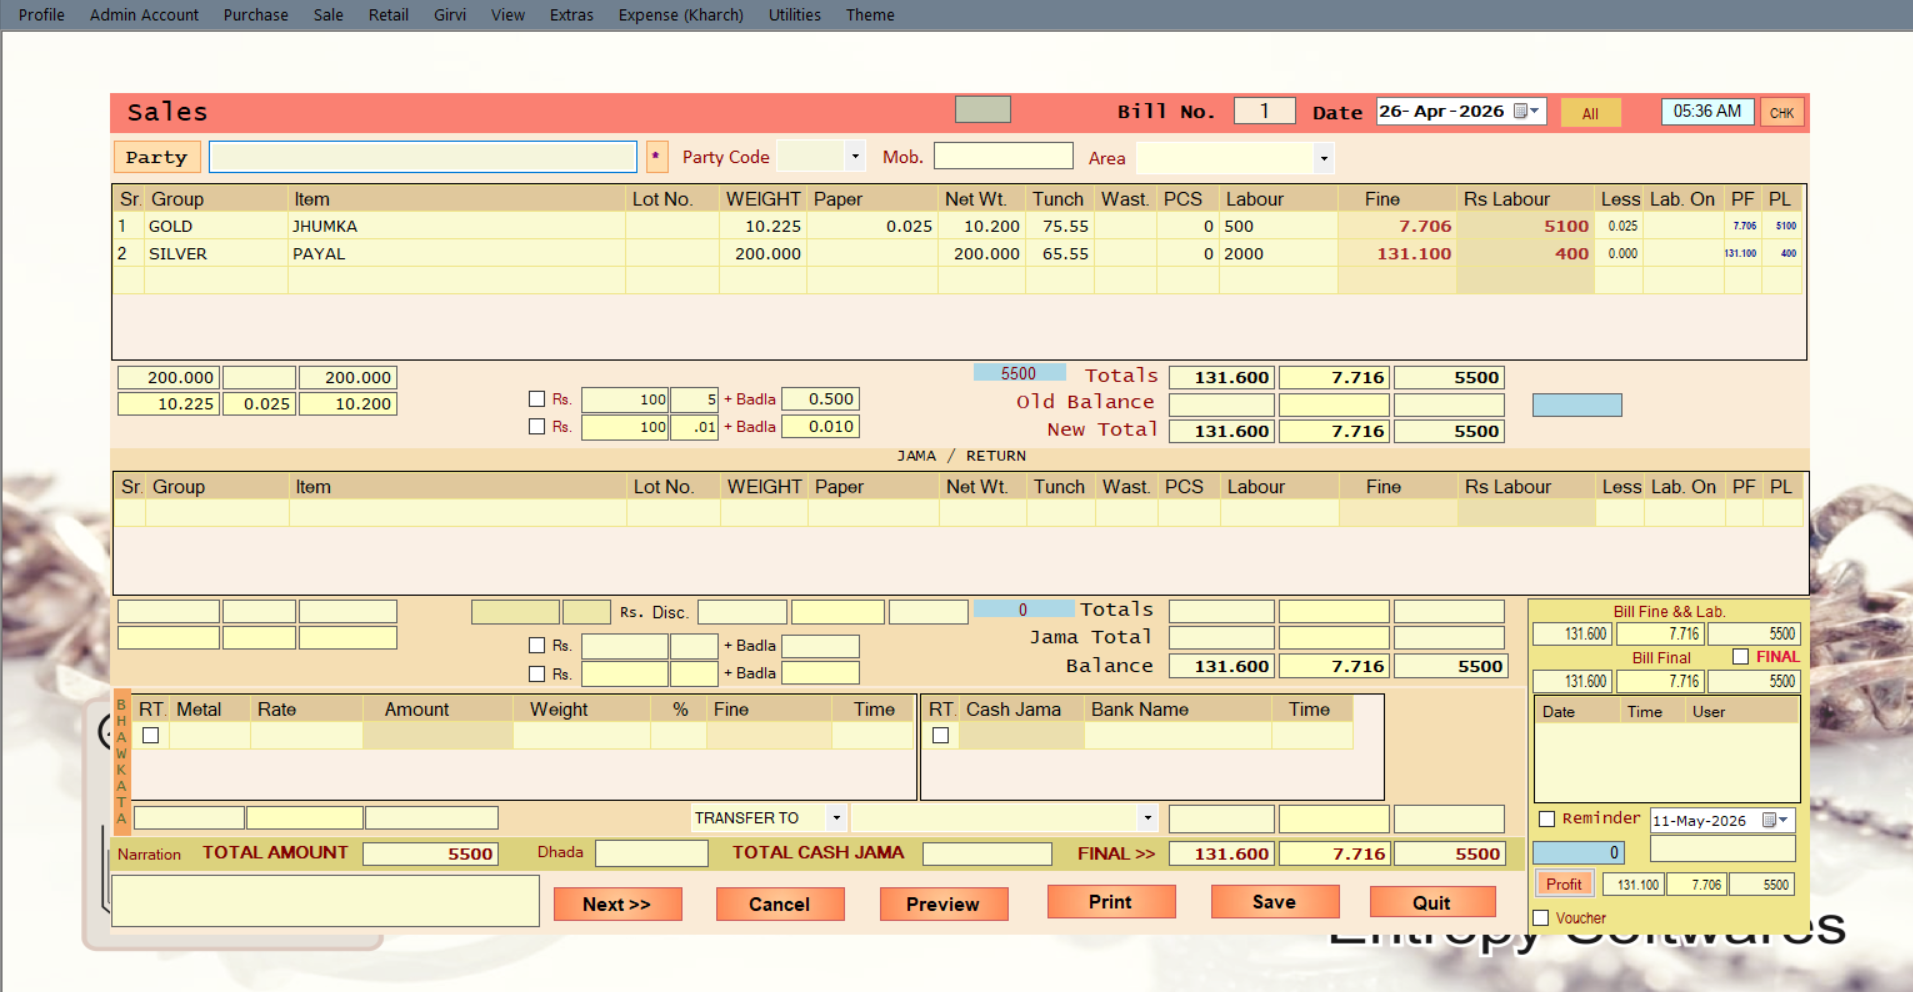 Profile Admin Account Purchase Sale Retail Girvi View Extras Expense (Kharch) Utilities Theme
Sales Bill No. 1 Date 26-Apr-2026 All 05:36 AM CHK
Party * Party Code Mob. Area
Sr. Group Item Lot No. WEIGHT Paper Net Wt. Tunch Wast. PCS Labour Fine Rs Labour Less Lab. On PF PL
1 GOLD JHUMKA 10.225 0.025 10.200 75.55 0 500 7.706 5100 0.025 7.706 5100
2 SILVER PAYAL 200.000 200.000 65.55 0 2000 131.100 400 0.000 131.100 400
200.000 200.000 5500 Totals 131.600 7.716 5500
10.225 0.025 10.200 Rs. 100 5 + Badla 0.500 Old Balance
Rs. 100 .01 + Badla 0.010 New Total 131.600 7.716 5500
JAMA / RETURN
Sr. Group Item Lot No. WEIGHT Paper Net Wt. Tunch Wast. PCS Labour Fine Rs Labour Less Lab. On PF PL
Rs. Disc. 0 Totals
Rs. + Badla Jama Total
Rs. + Badla Balance 131.600 7.716 5500
Bill Fine && Lab.
131.600 7.716 5500
Bill Final FINAL
131.600 7.716 5500
BHAWKATA
RT. Metal Rate Amount Weight % Fine Time RT. Cash Jama Bank Name Time
Date Time User
TRANSFER TO
Reminder 11-May-2026
Narration TOTAL AMOUNT 5500 Dhada TOTAL CASH JAMA FINAL >> 131.600 7.716 5500
0
Profit 131.100 7.706 5500
Next >> Cancel Preview Print Save Quit
Voucher
Entropy Softwares